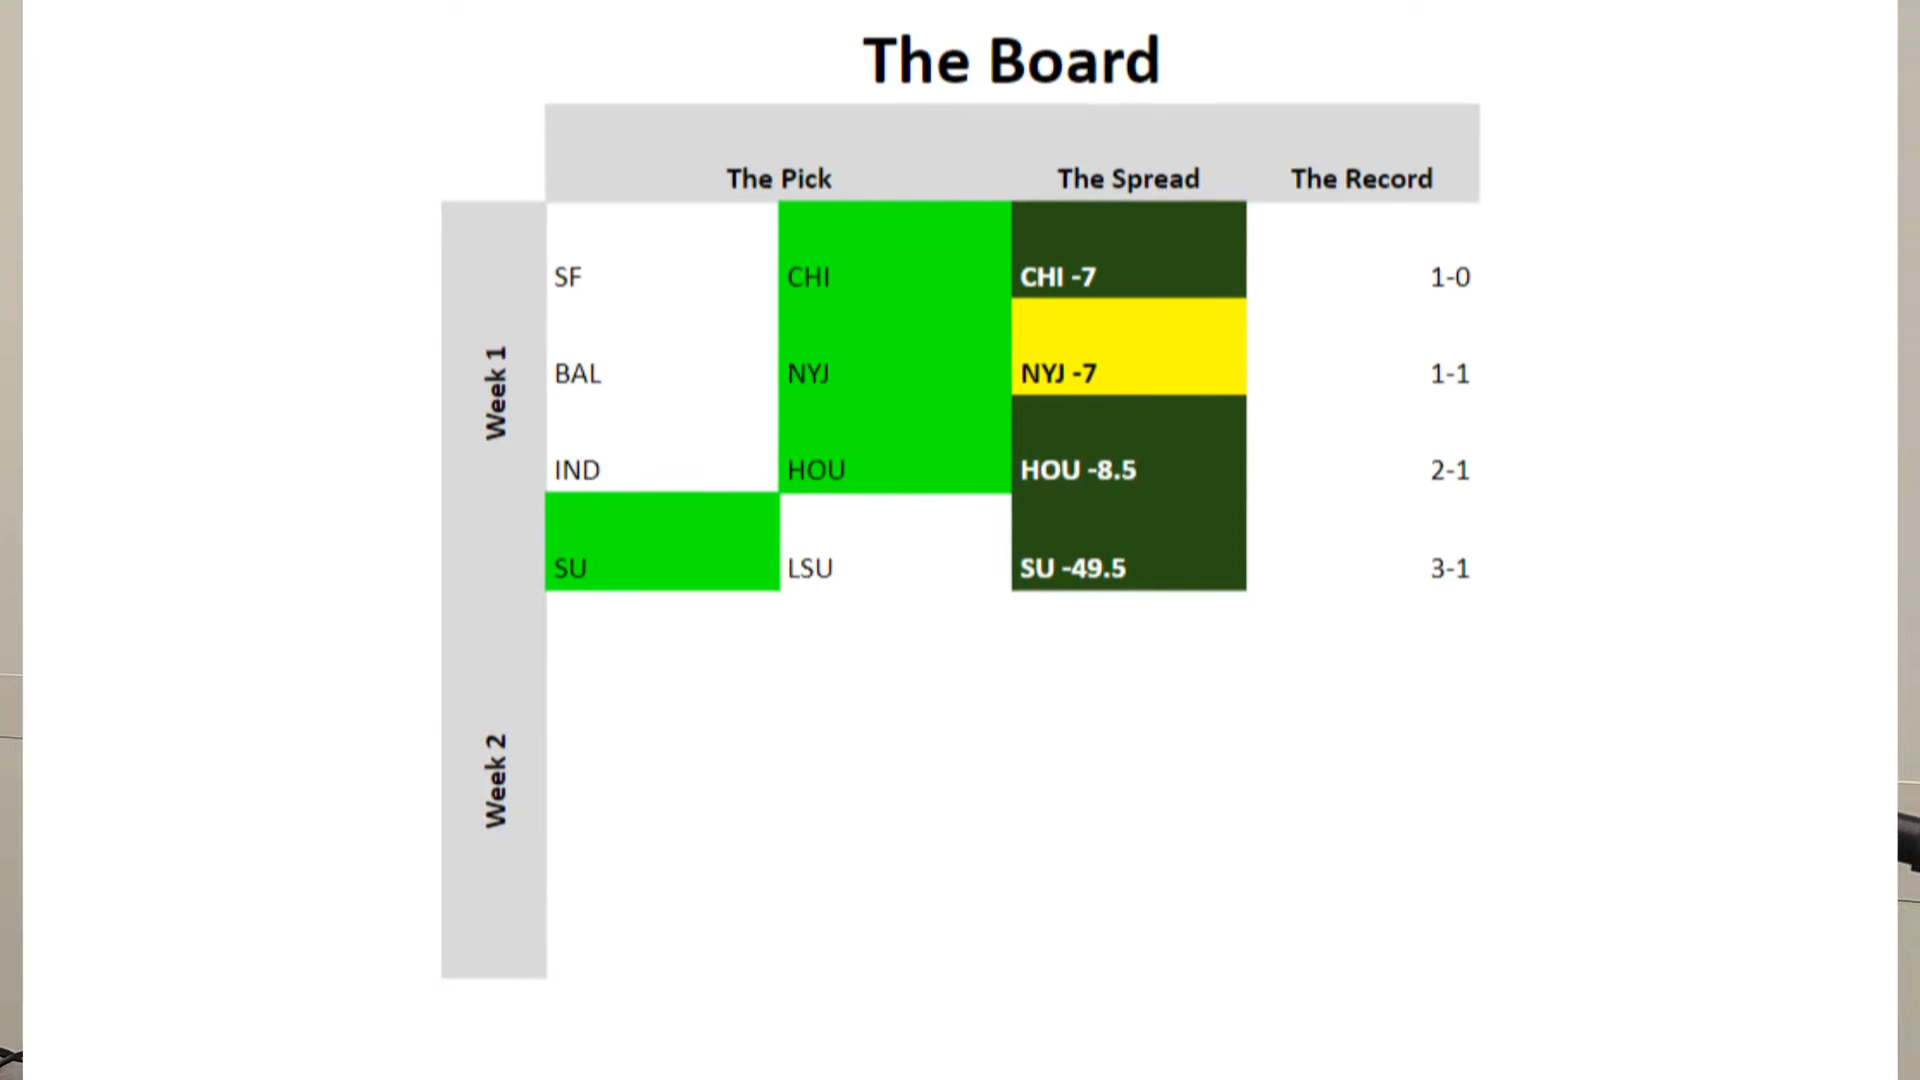 The Board
The Pick The Spread The Record
Week 1
SF CHI CHI -7 1-0
BAL NYJ NYJ -7 1-1
IND HOU HOU -8.5 2-1
SU LSU SU -49.5 3-1
Week 2